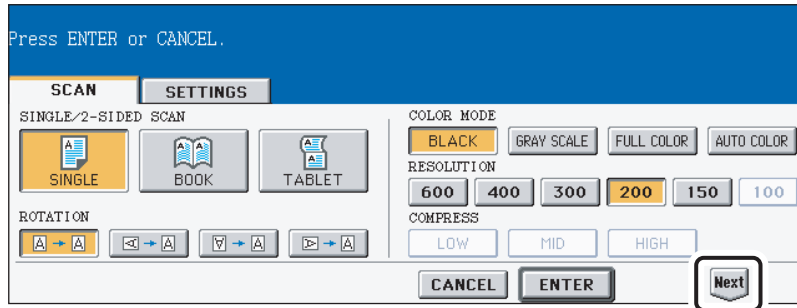 Press ENTER or CANCEL.
SCAN SETTINGS
SINGLE/2-SIDED SCAN
SINGLE BOOK TABLET
ROTATION
A → A A → A A → A A → A
COLOR MODE
BLACK GRAY SCALE FULL COLOR AUTO COLOR
RESOLUTION
600 400 300 200 150 100
COMPRESS
LOW MID HIGH
CANCEL ENTER Next